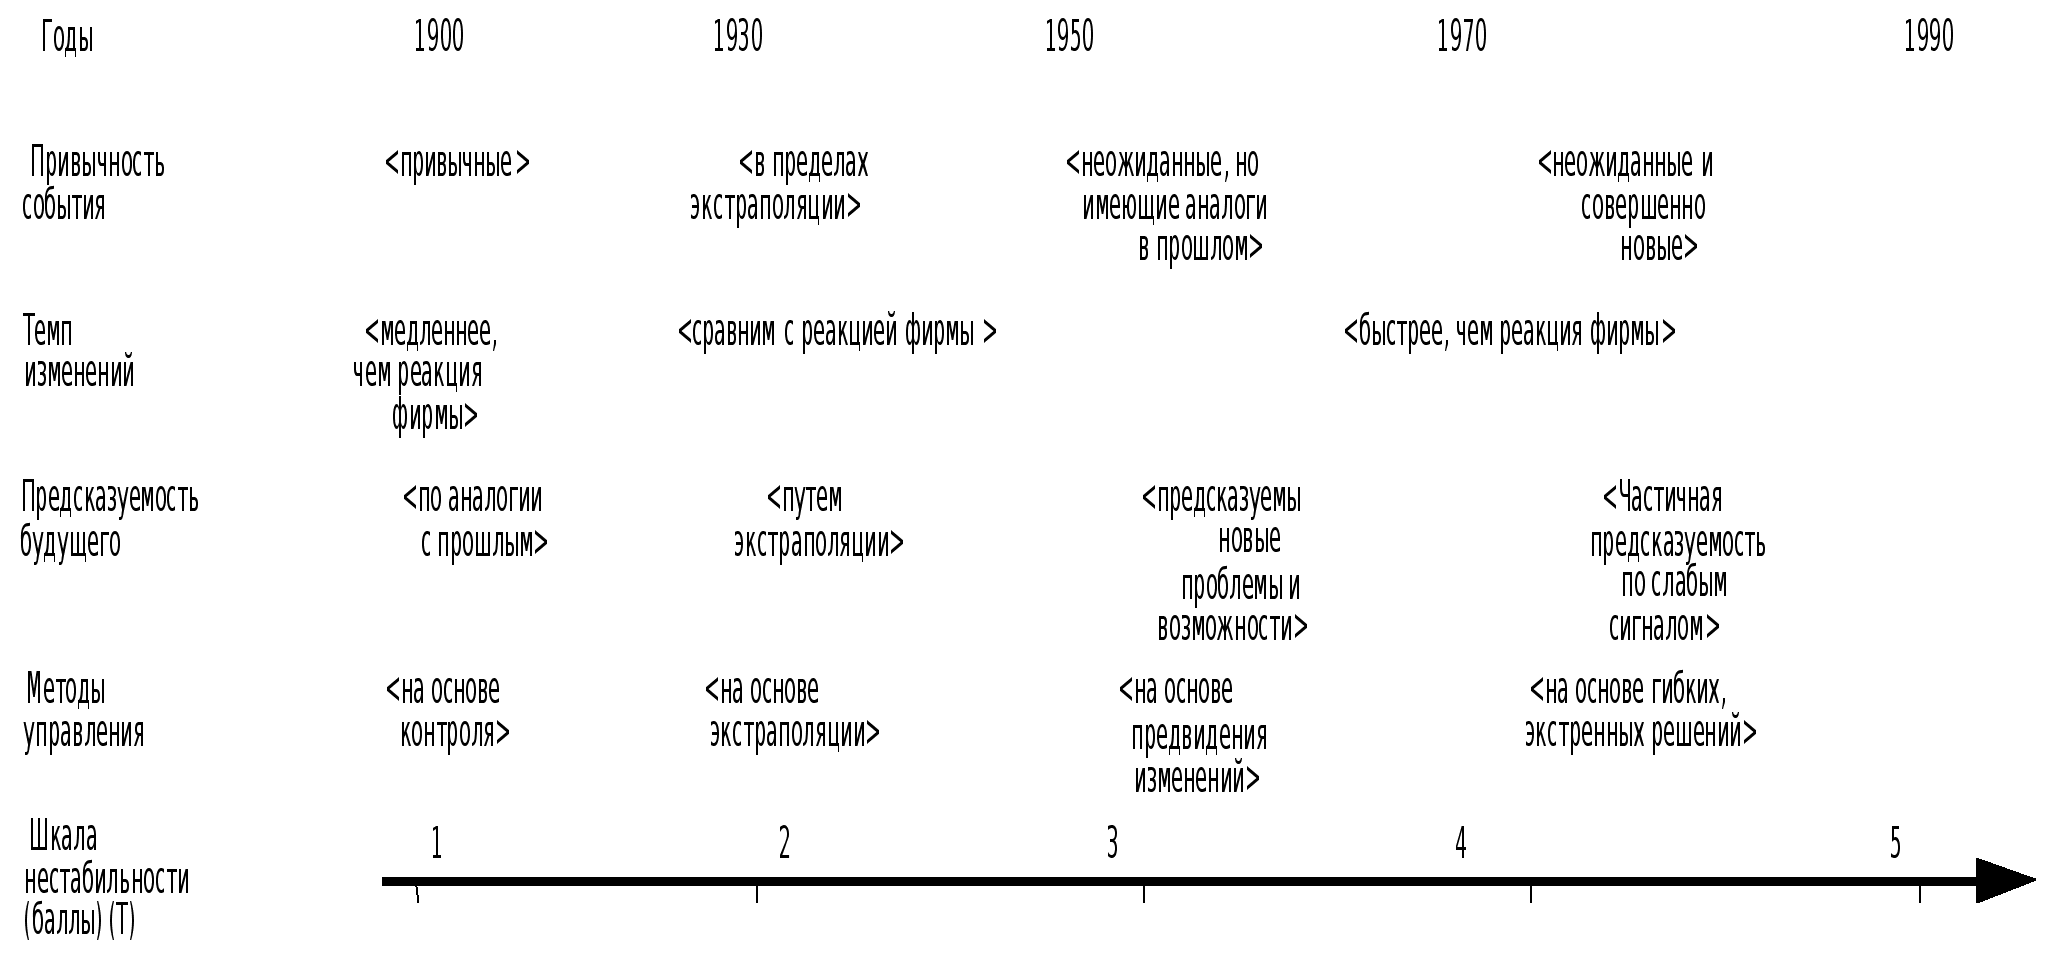 Годы 1900 1930 1950 1970 1990
Привычность <привычные> <в пределах <неожиданные, но <неожиданные и
события экстраполяции> имеющие аналоги совершенно
в прошлом> новые>
Темп <медленнее, <сравним с реакцией фирмы > <быстрее, чем реакция фирмы>
изменений чем реакция
фирмы>
Предсказуемость <по аналогии <путем <предсказуемы <Частичная
будущего с прошлым> экстраполяции> новые предсказуемость
проблемы и по слабым
возможности> сигналом>
Методы <на основе <на основе <на основе <на основе гибких,
управления контроля> экстраполяции> предвидения экстренных решений>
изменений>
Шкала 1 2 3 4 5
нестабильности
(баллы) (Т)